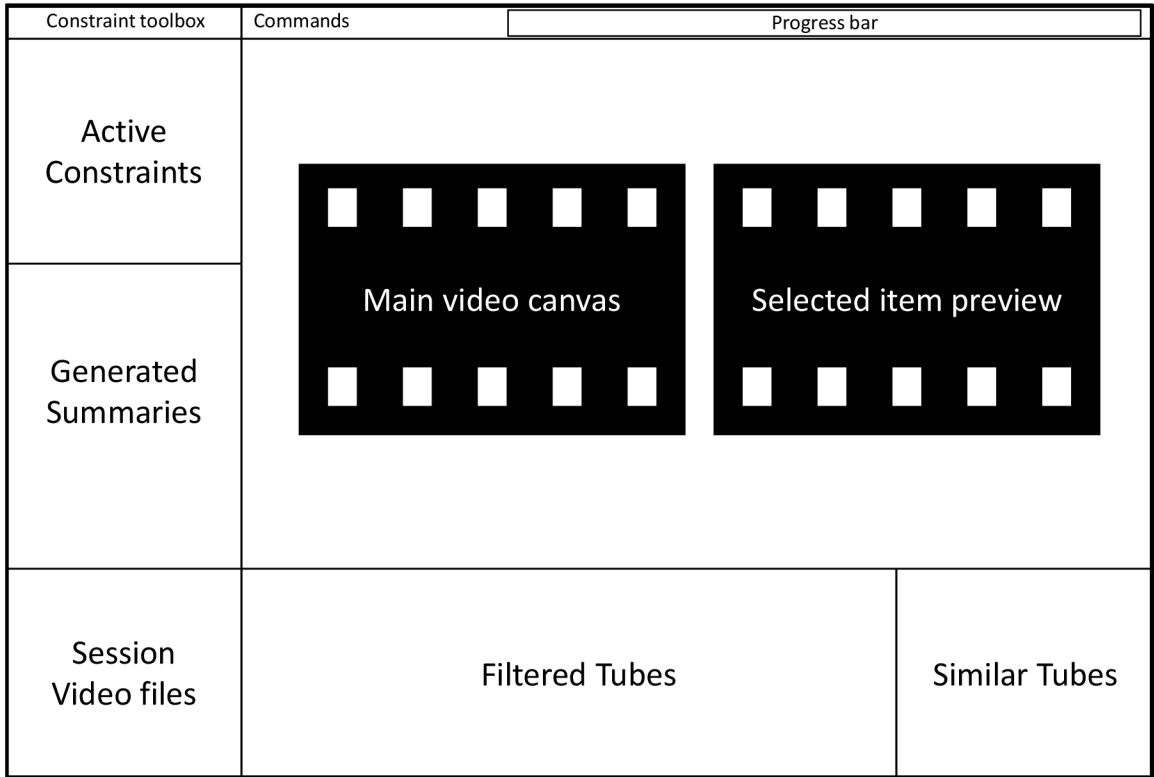 Constraint toolbox
Commands
Progress bar
Active
Constraints
Main video canvas
Selected item preview
Generated
Summaries
Session
Video files
Filtered Tubes
Similar Tubes